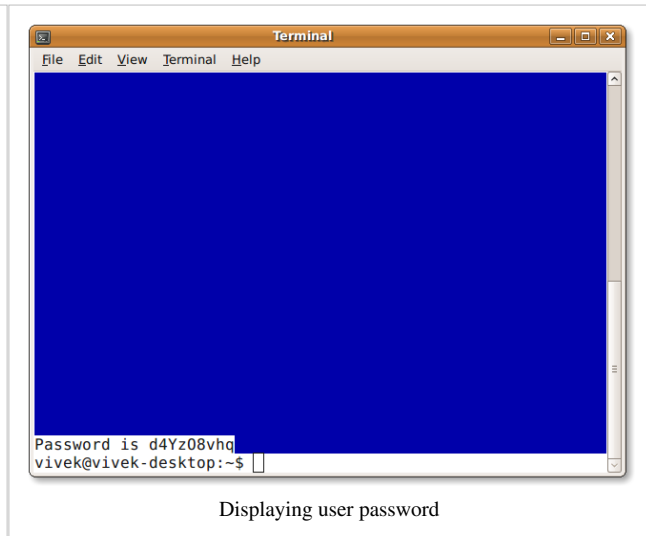 Terminal
File Edit View Terminal Help
Password is d4YzO8vhq
vivek@vivek-desktop:~$
Displaying user password